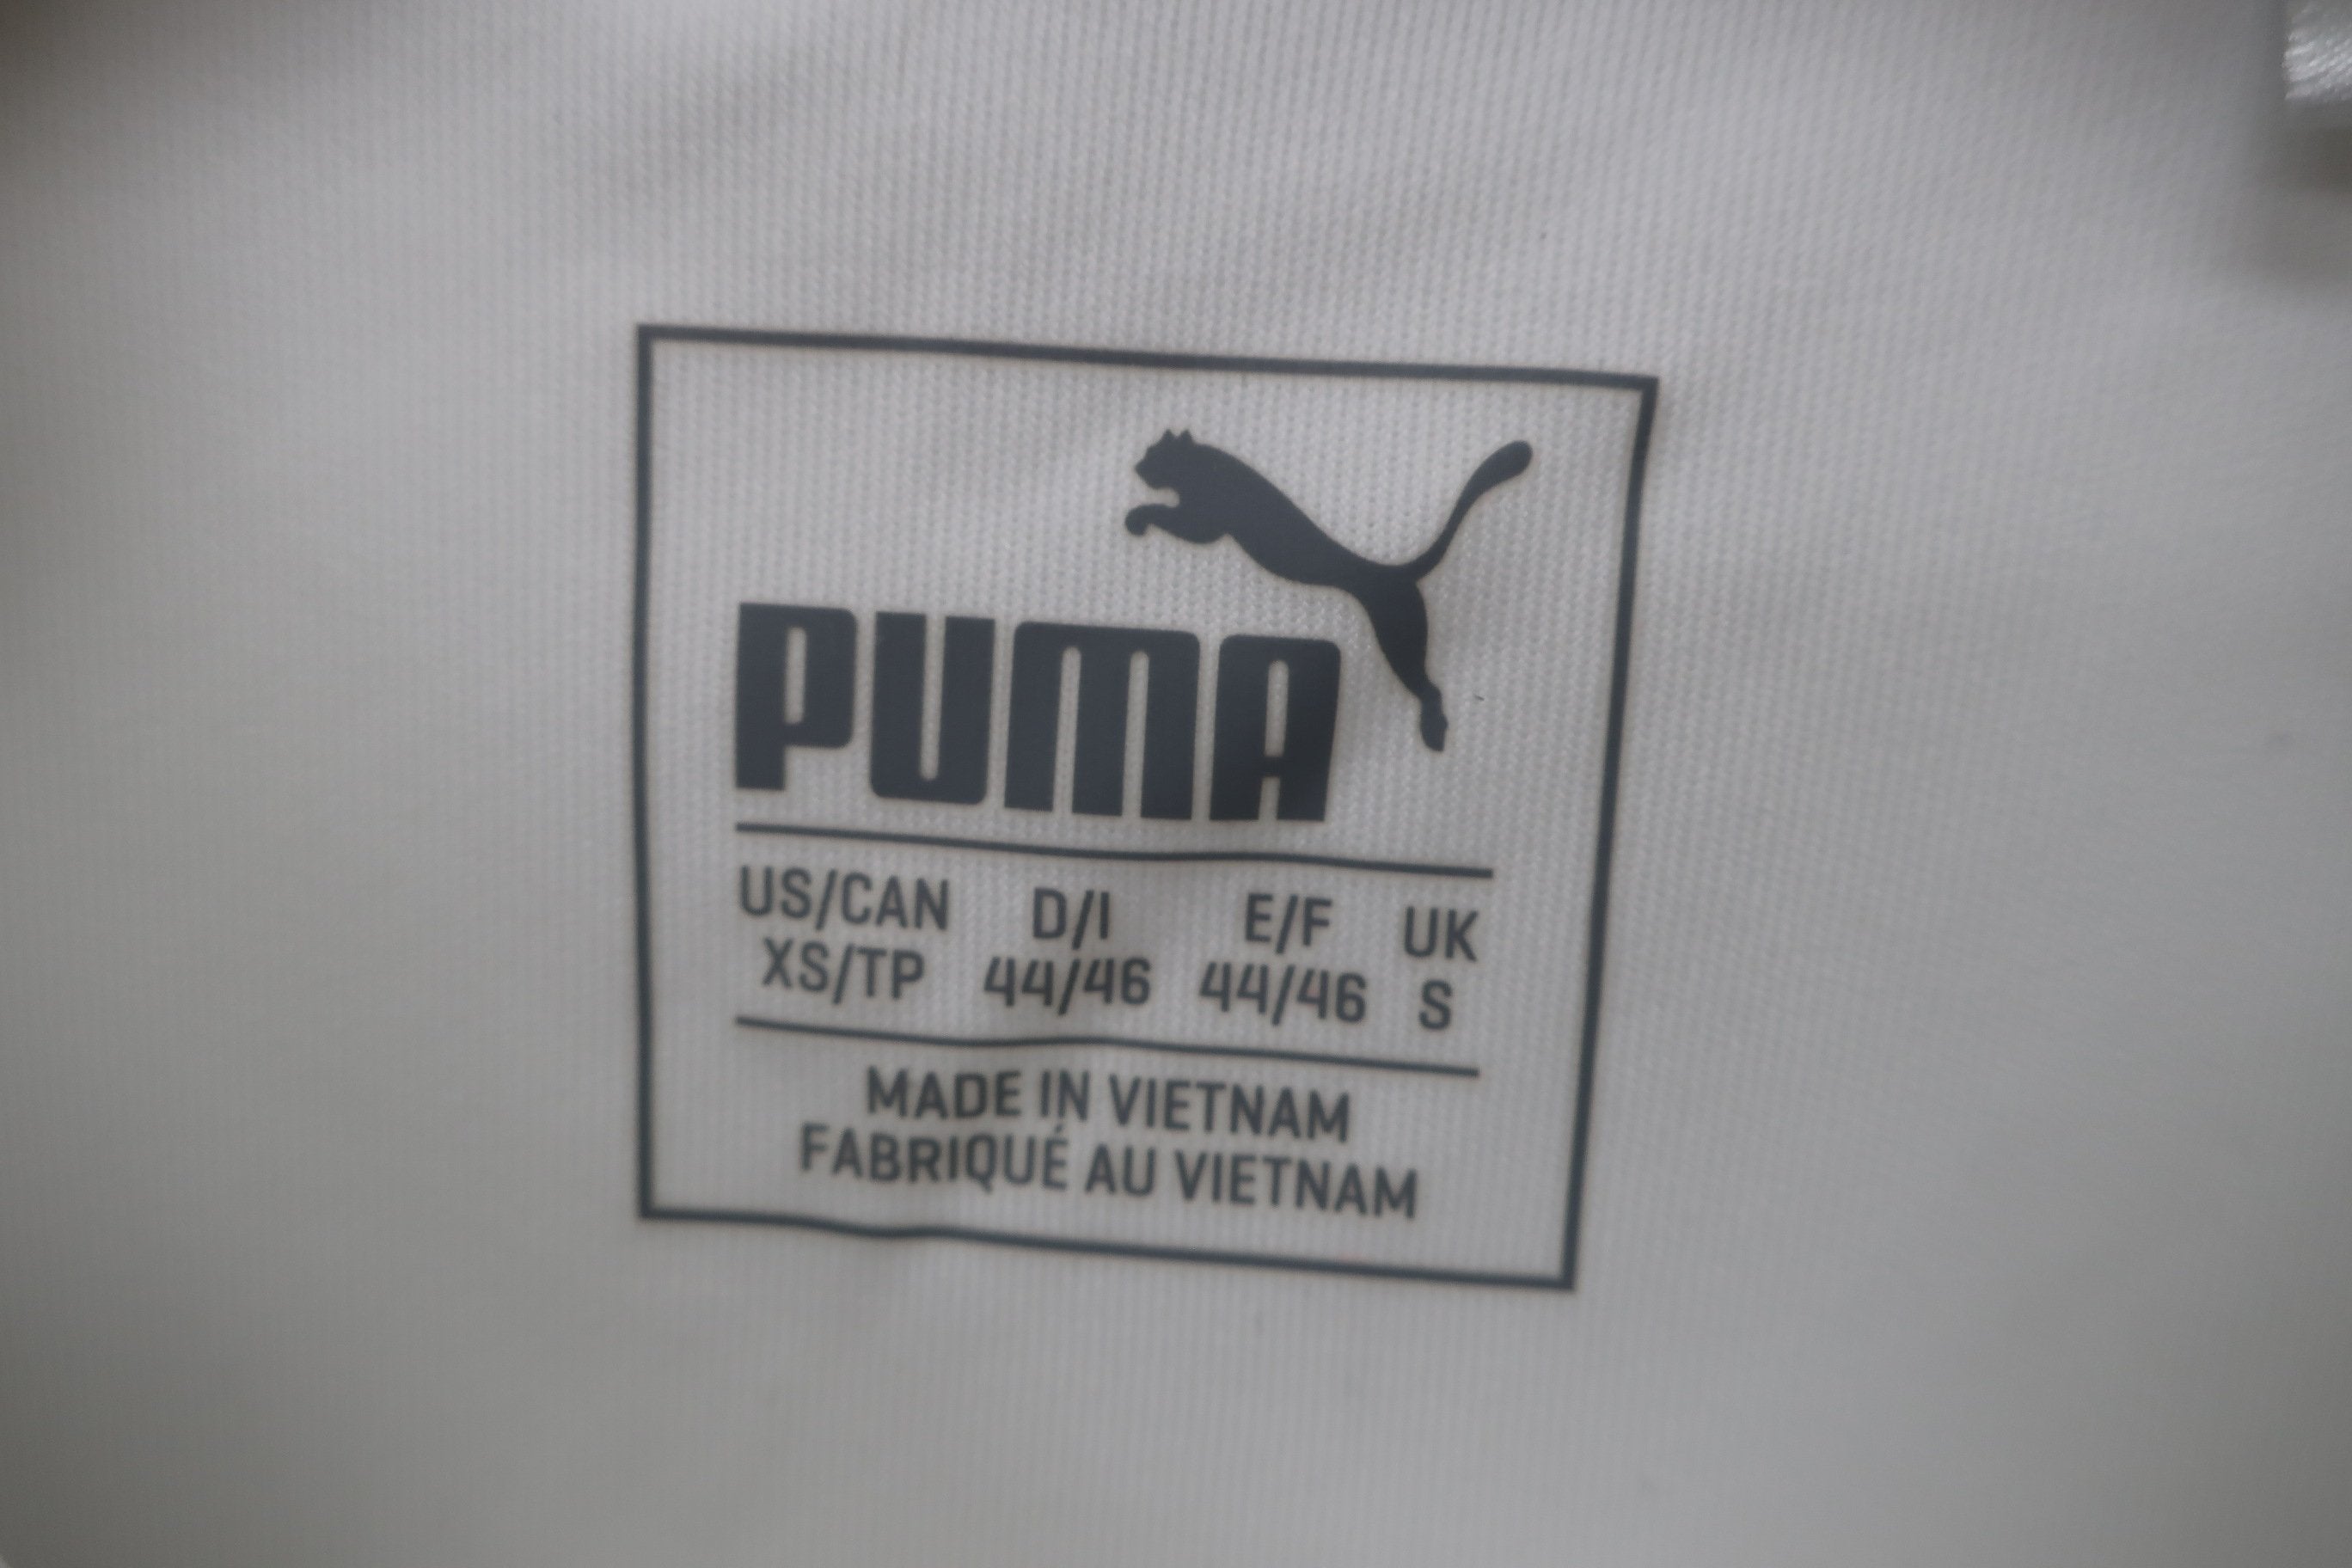 PUMA
US/CAN D/I E/F UK
XS/TP 44/46 44/46 S
MADE IN VIETNAM
FABRIQUÉ AU VIETNAM